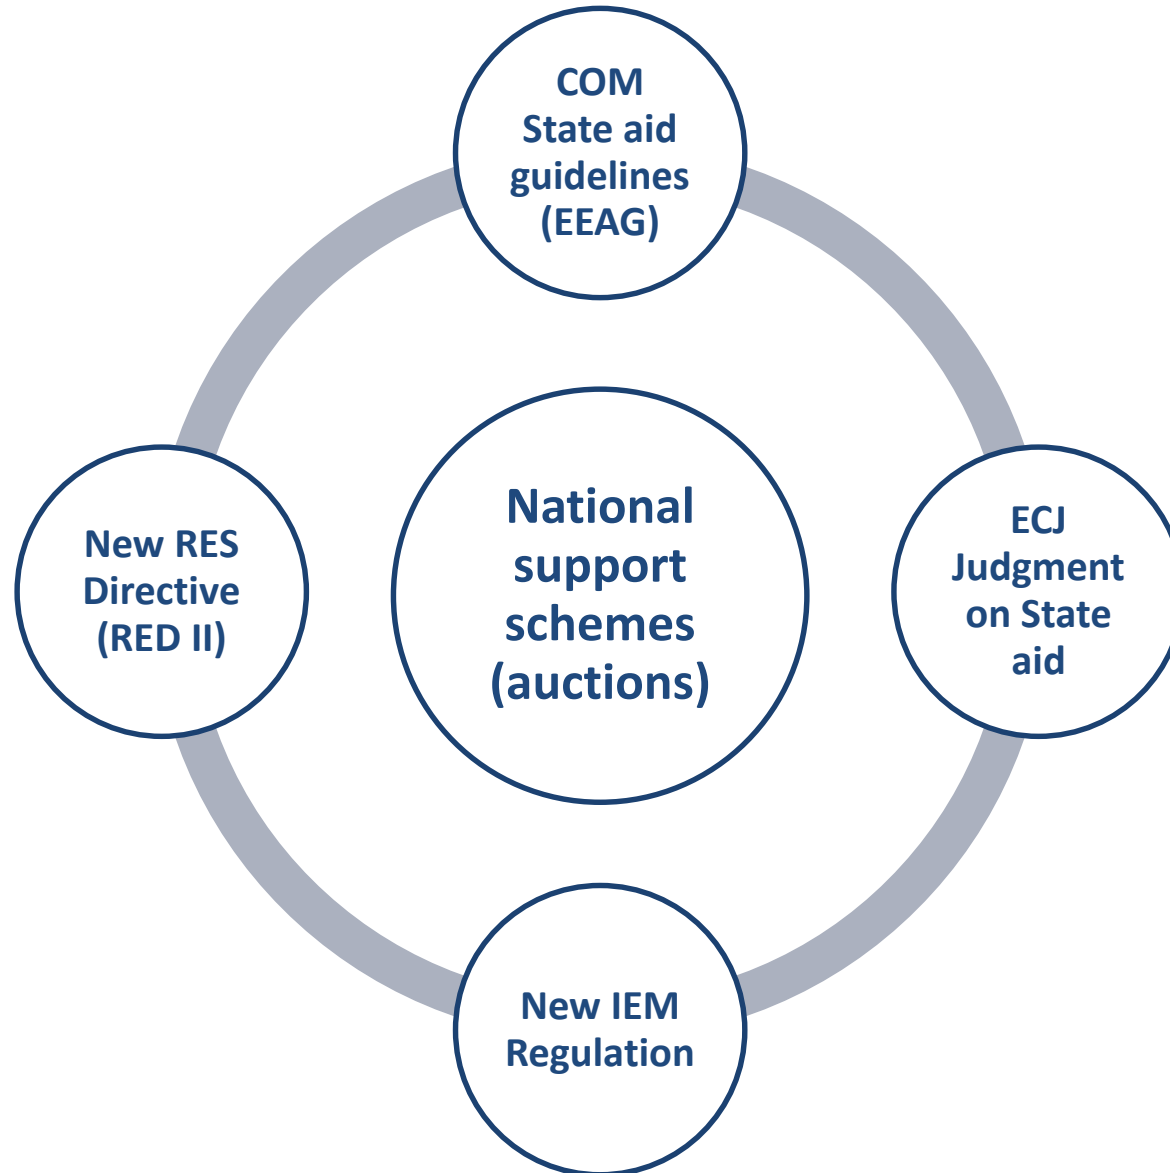 COM
State aid
guidelines
(EEAG)
New RES
Directive
(RED II)
National
support
schemes
(auctions)
ECJ
Judgment
on State
aid
New IEM
Regulation